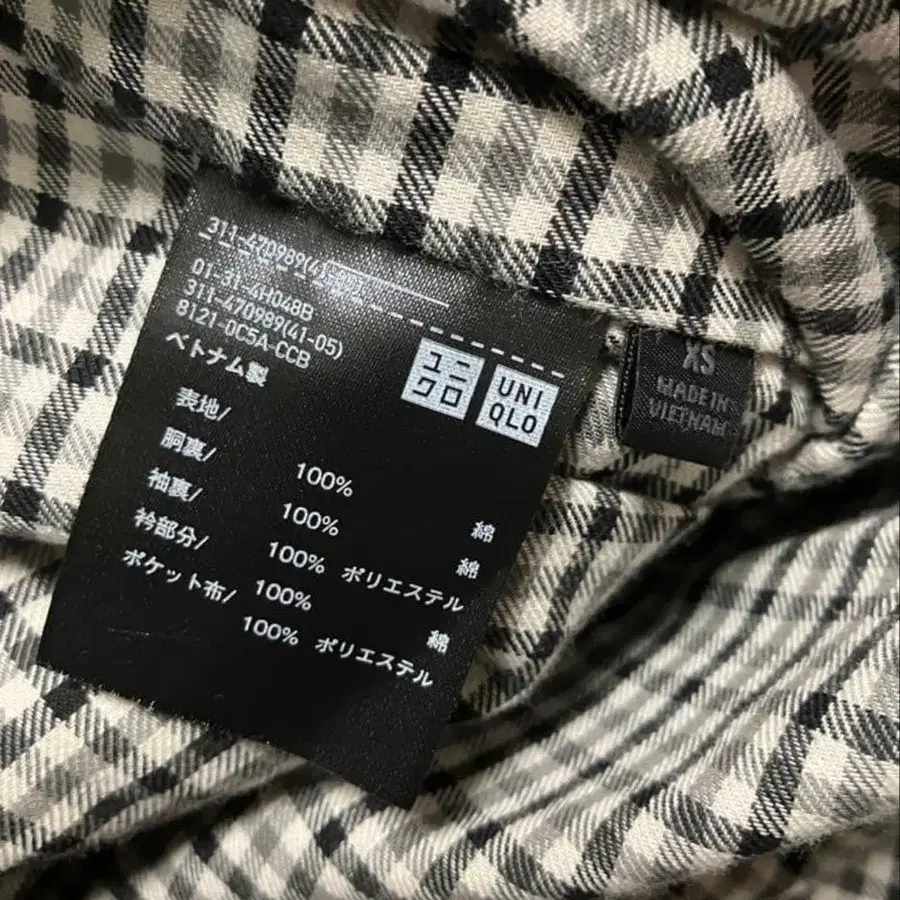 311-470989(41
01-31-4H048B
311-470989(41-05)
8121-0C5A-CCB
ベトナム製
ユニ
クロ
UNI
QLO
表地/ 100% 綿
胴裏/ 100% 綿
袖裏/ 100% ポリエステル
衿部分/ 100% 綿
ポケット布/ 100% ポリエステル
XS
MADE IN
VIETNAM